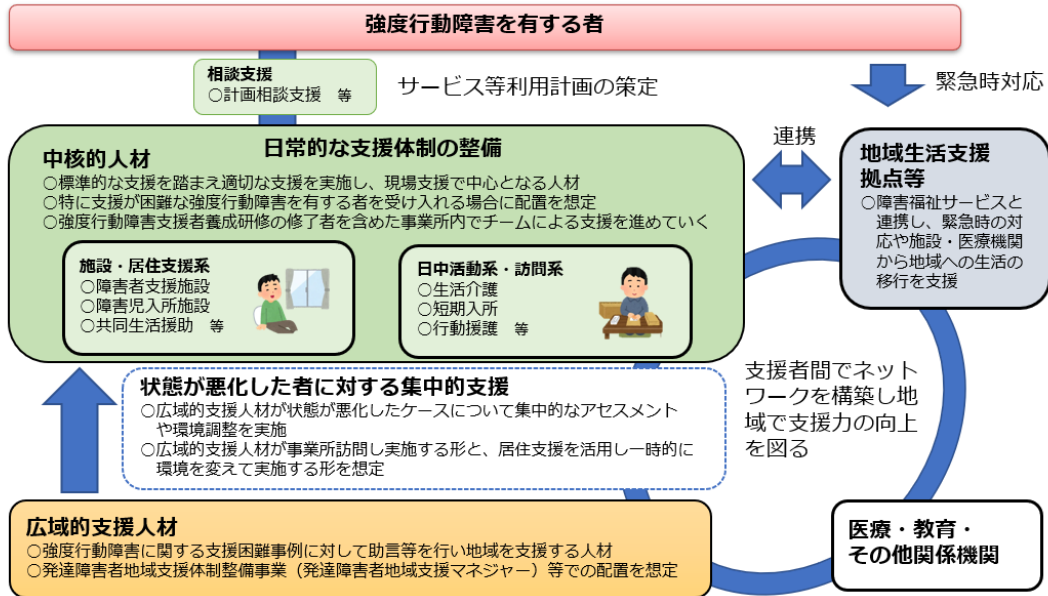 強度行動障害を有する者
相談支援
○計画相談支援　等
サービス等利用計画の策定
緊急時対応
日常的な支援体制の整備
中核的人材
○標準的な支援を踏まえ適切な支援を実施し、現場支援で中心となる人材
○特に支援が困難な強度行動障害を有する者を受け入れる場合に配置を想定
○強度行動障害支援者養成研修の修了者を含めた事業所内でチームによる支援を進めていく
施設・居住支援系
○障害者支援施設
○障害児入所施設
○共同生活援助　等
日中活動系・訪問系
○生活介護
○短期入所
○行動援護　等
連携
地域生活支援
拠点等
○障害福祉サービスと
連携し、緊急時の対
応や施設・医療機関
から地域への生活の
移行を支援
状態が悪化した者に対する集中的支援
○広域的支援人材が状態が悪化したケースについて集中的なアセスメント
や環境調整を実施
○広域的支援人材が事業所訪問し実施する形と、居住支援を活用し一時的に
環境を変えて実施する形を想定
支援者間でネット
ワークを構築し地
域で支援力の向上
を図る
広域的支援人材
○強度行動障害に関する支援困難事例に対して助言等を行い地域を支援する人材
○発達障害者地域支援体制整備事業（発達障害者地域支援マネジャー）等での配置を想定
医療・教育・
その他関係機関